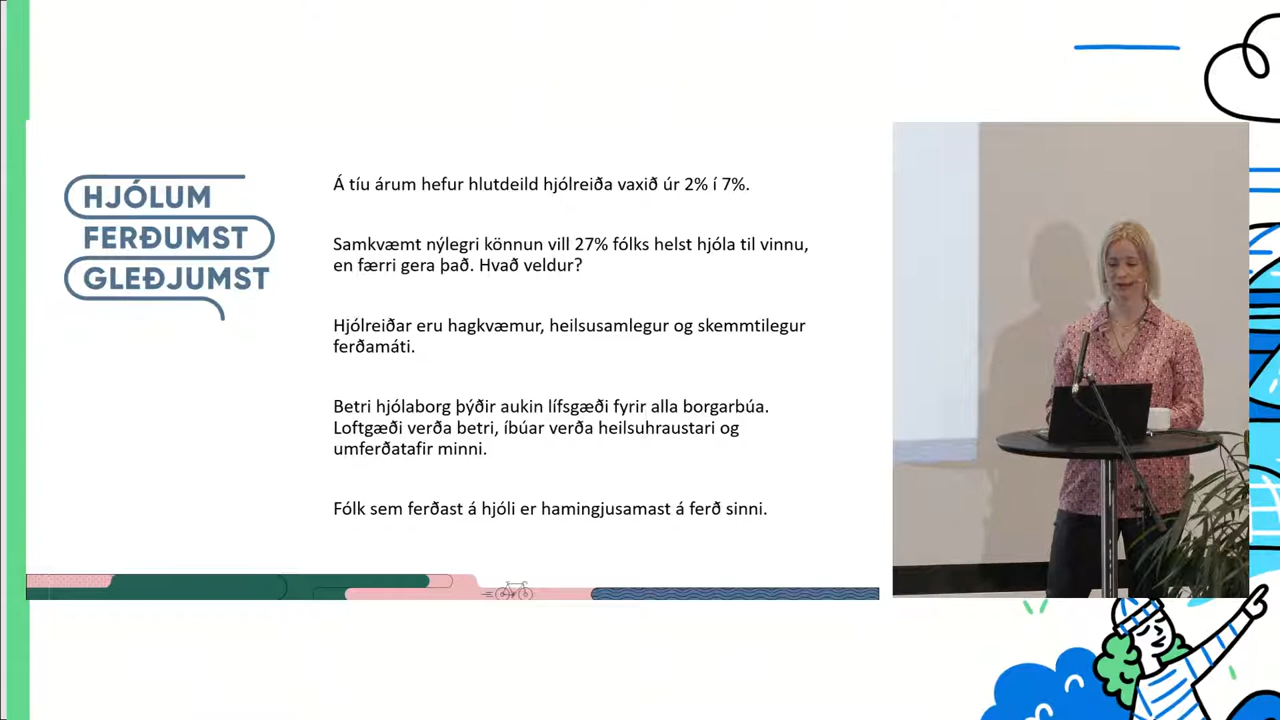 HJÓLUM
FERÐUMST
GLEÐJUMST
Á tíu árum hefur hlutdeild hjólreiða vaxið úr 2% í 7%.
Samkvæmt nýlegri könnun vill 27% fólks helst hjóla til vinnu,
en færri gera það. Hvað veldur?
Hjólreiðar eru hagkvæmur, heilsusamlegur og skemmtilegur
ferðamáti.
Betri hjólaborg þýðir aukin lífsgæði fyrir alla borgarbúa.
Loftgæði verða betri, íbúar verða heilsuhraustari og
umferðatafir minni.
Fólk sem ferðast á hjóli er hamingjusamast á ferð sinni.